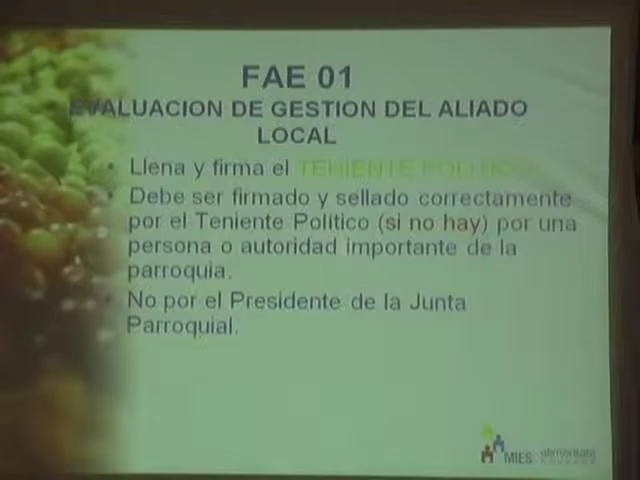 FAE 01
EVALUACION DE GESTION DEL ALIADO
LOCAL
• Llena y firma el TENIENTE POLITICO
• Debe ser firmado y sellado correctamente
por el Teniente Político (si no hay) por una
persona o autoridad importante de la
parroquia.
• No por el Presidente de la Junta
Parroquial.
MIES